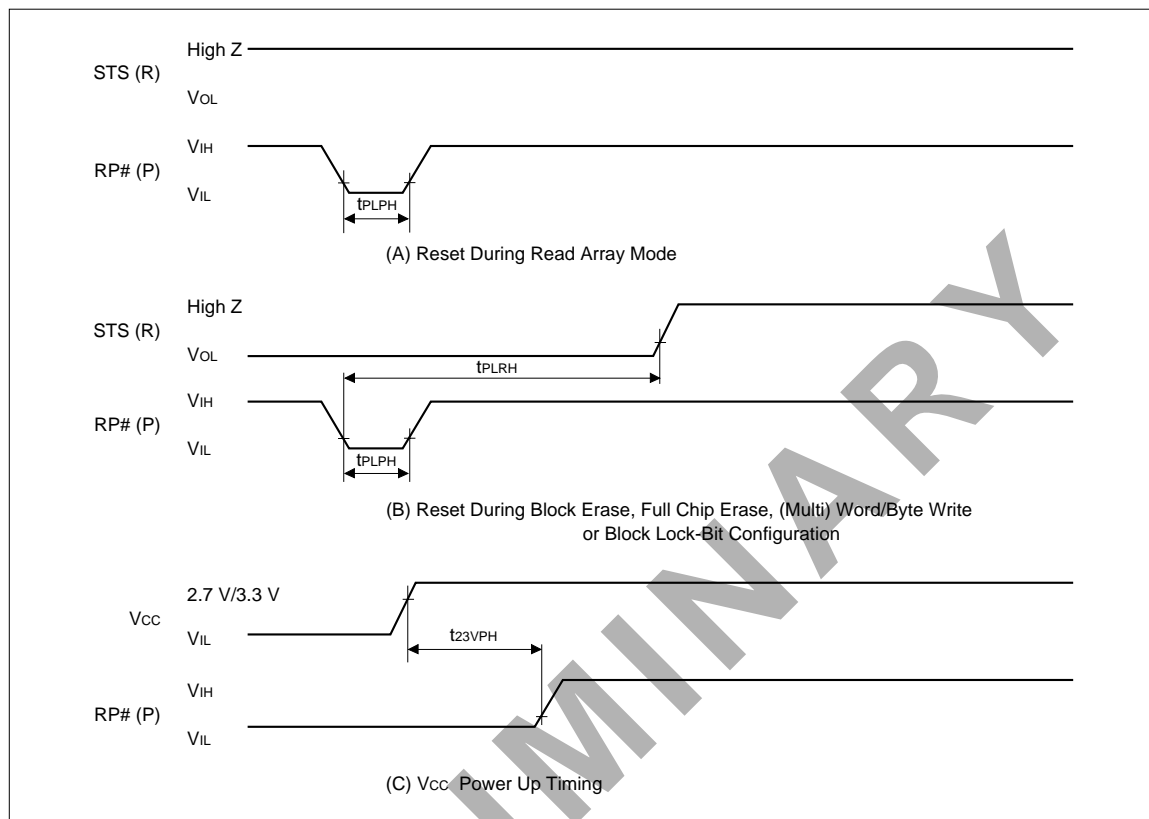 High Z
STS (R)
VOL
VIH
RP# (P)
VIL
tPLPH
(A) Reset During Read Array Mode
High Z
STS (R)
VOL
tPLRH
VIH
RP# (P)
VIL
tPLPH
(B) Reset During Block Erase, Full Chip Erase, (Multi) Word/Byte Write
or Block Lock-Bit Configuration
2.7 V/3.3 V
VCC
VIL
t23VPH
VIH
RP# (P)
VIL
(C) VCC Power Up Timing
IMINARY